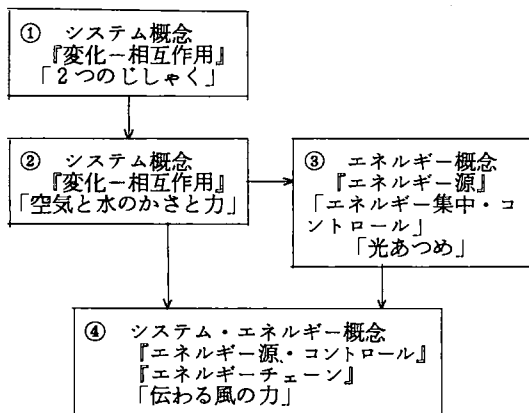 ① システム概念
『変化－相互作用』
「2つのじしゃく」
② システム概念
『変化－相互作用』
「空気と水のかさと力」
③ エネルギー概念
『エネルギー源』
「エネルギー集中・コ
ントロール」
「光あつめ」
④ システム・エネルギー概念
『エネルギー源・コントロール』
『エネルギーチェーン』
「伝わる風の力」